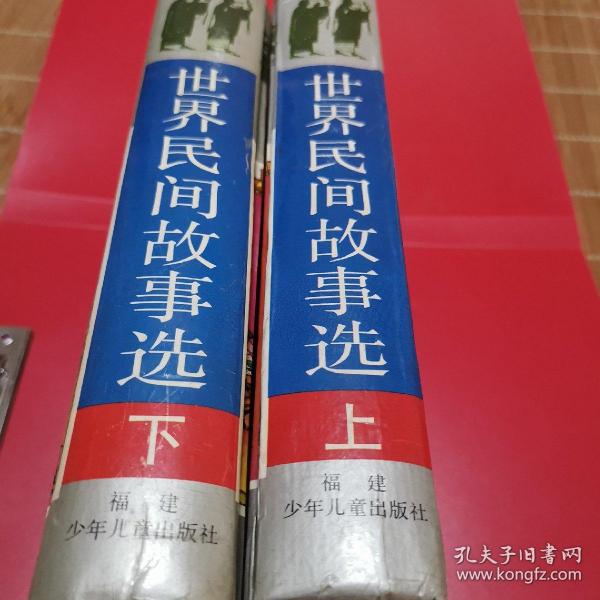 世界民间故事选
下
福建
少年儿童出版社
世界民间故事选
上
福建
少年儿童出版社
孔夫子旧书网
www.kongfz.com